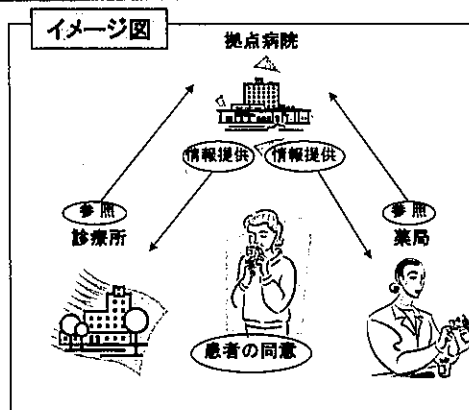 イメージ図
拠点病院
情報提供
情報提供
参照
参照
診療所
薬局
患者の同意